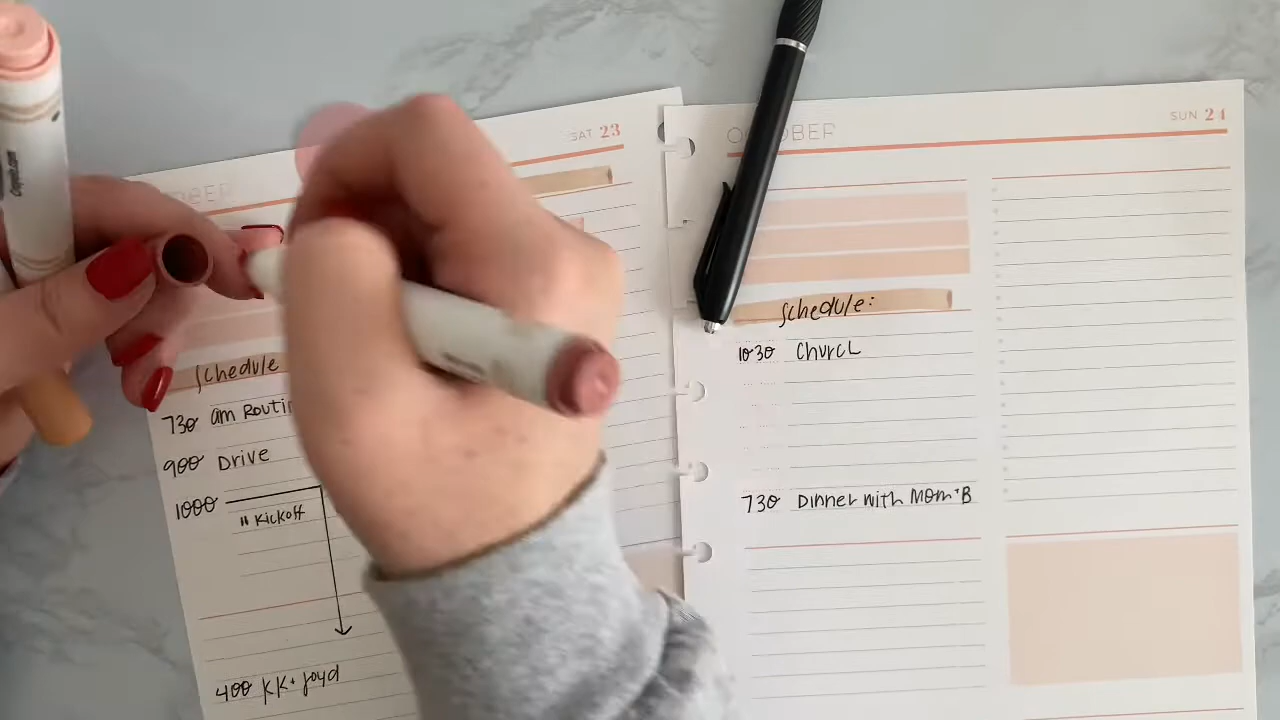 SAT 23
schedule
730 am Routin
900 Drive
1000
11 Kickoff
400 KK+
OCTOBER
SUN 24
schedule:
1030 Church
730 Dinner with Mom+B